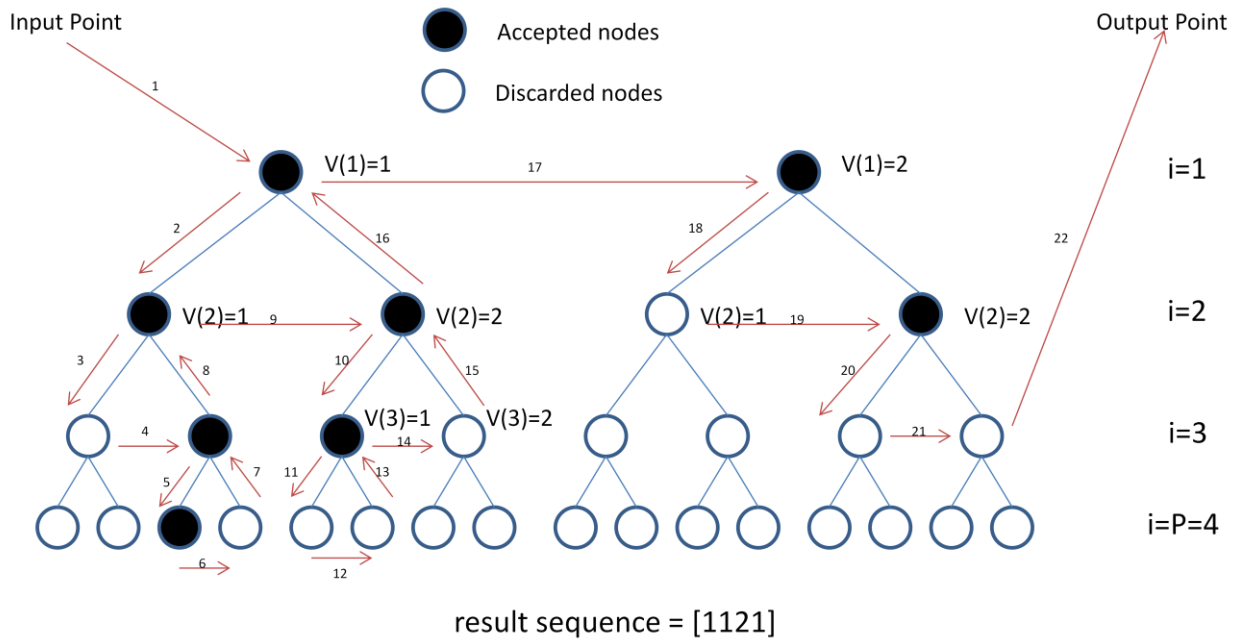 Input Point
Accepted nodes
Output Point
Discarded nodes
1
V(1)=1
17
V(1)=2
i=1
2
16
18
22
V(2)=1
9
V(2)=2
V(2)=1
19
V(2)=2
i=2
3
8
10
15
20
4
V(3)=1
14
V(3)=2
21
i=3
5
7
11
13
6
12
i=P=4
result sequence = [1121]